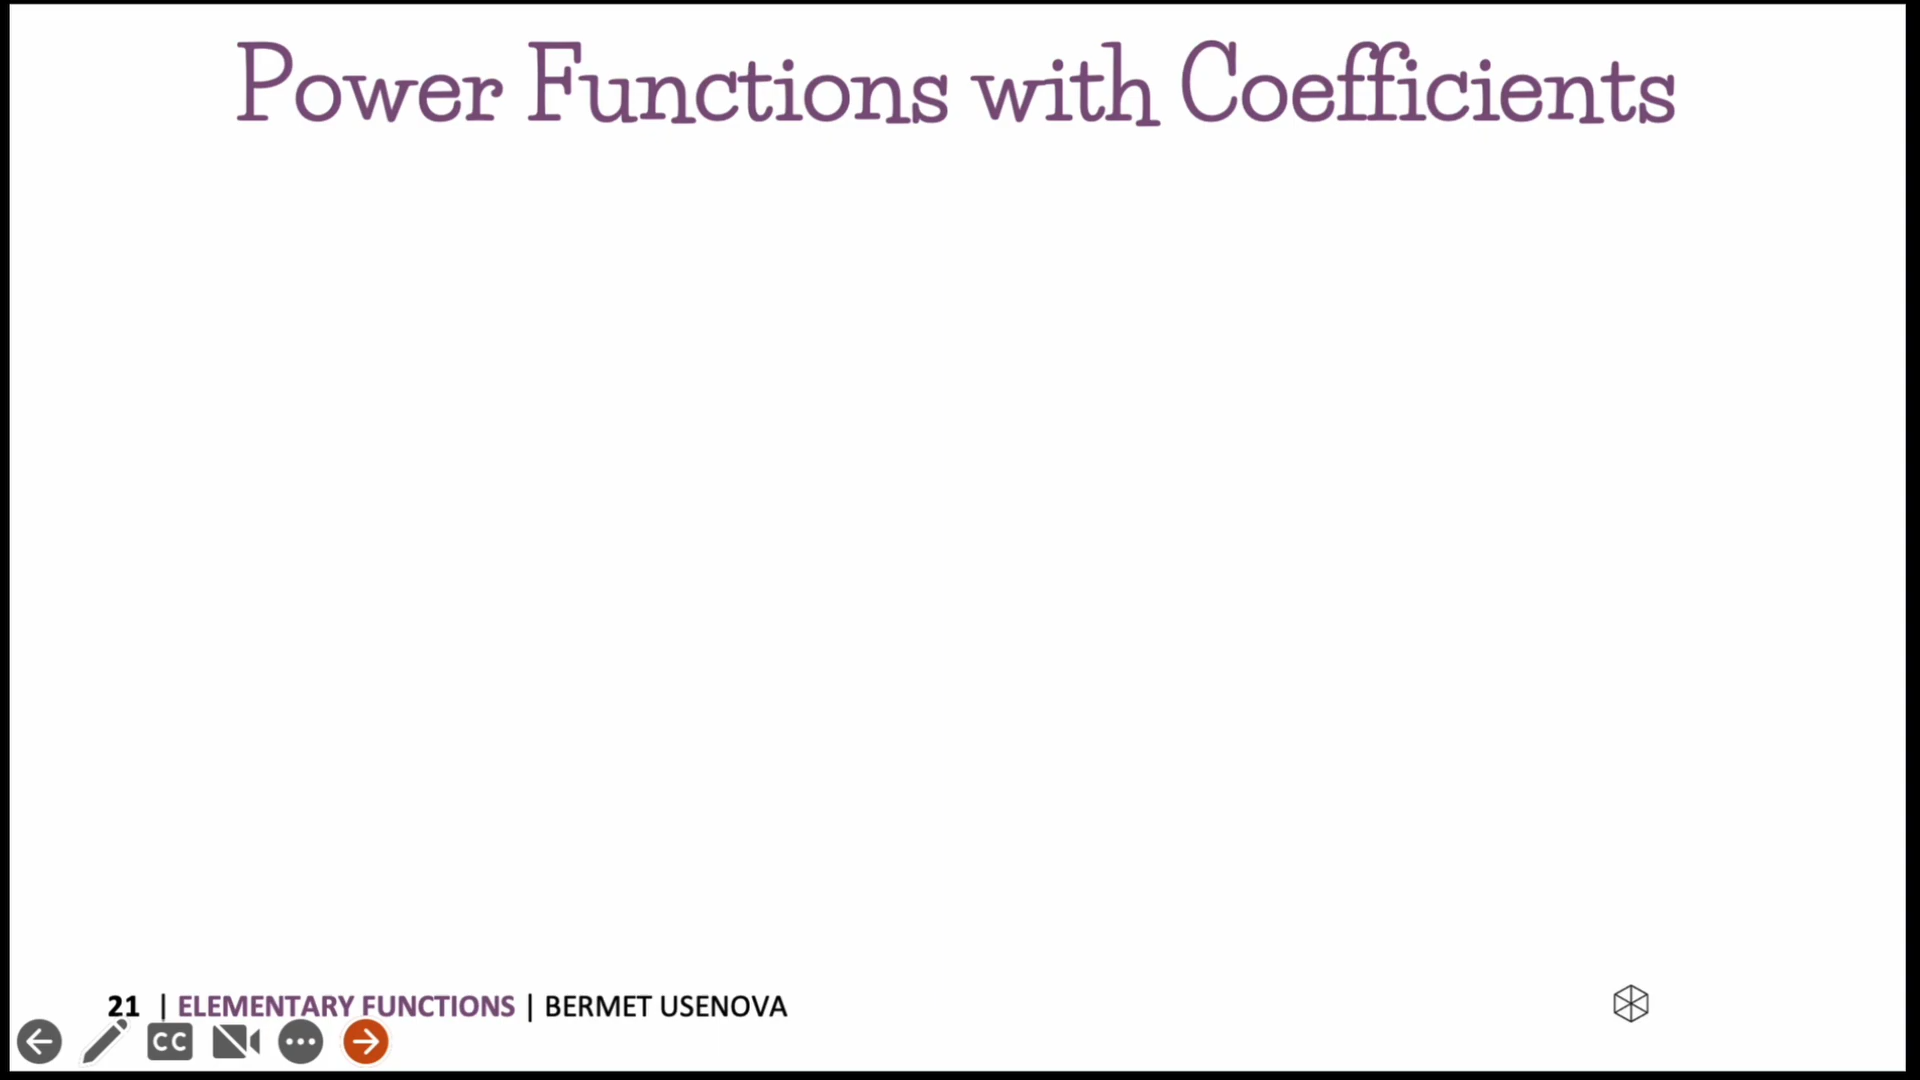 Power Functions with Coefficients
21 | ELEMENTARY FUNCTIONS | BERMET USENOVA
CC